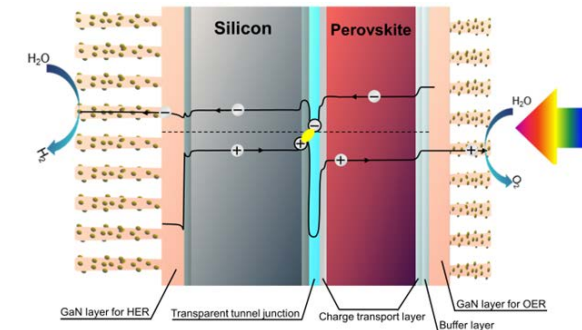 Silicon
Perovskite
H₂O
H₂O
H₂
O₂
GaN layer for HER
Transparent tunnel junction
Charge transport layer
GaN layer for OER
Buffer layer